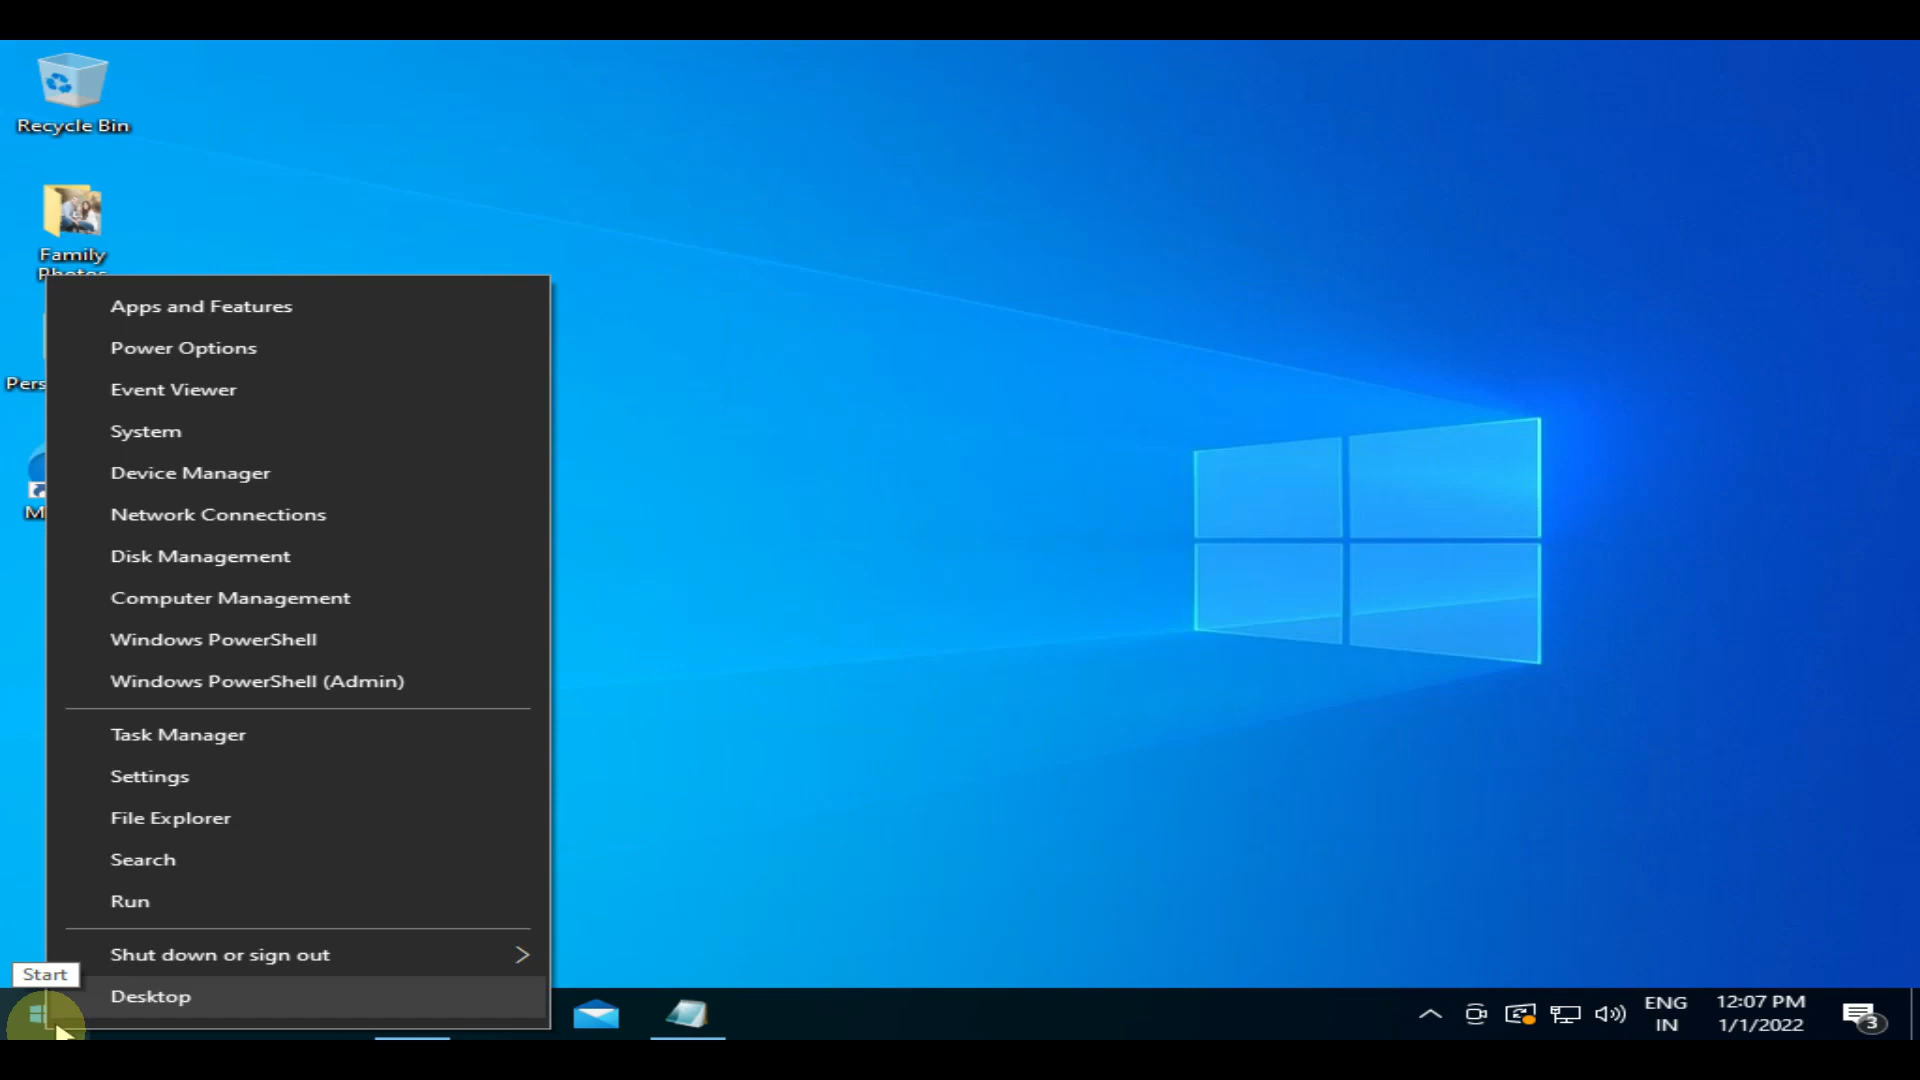 Recycle Bin
Family
Photos
Pers
M
Apps and Features
Power Options
Event Viewer
System
Device Manager
Network Connections
Disk Management
Computer Management
Windows PowerShell
Windows PowerShell (Admin)
Task Manager
Settings
File Explorer
Search
Run
Shut down or sign out
Desktop
Start
ENG
IN
12:07 PM
1/1/2022
3